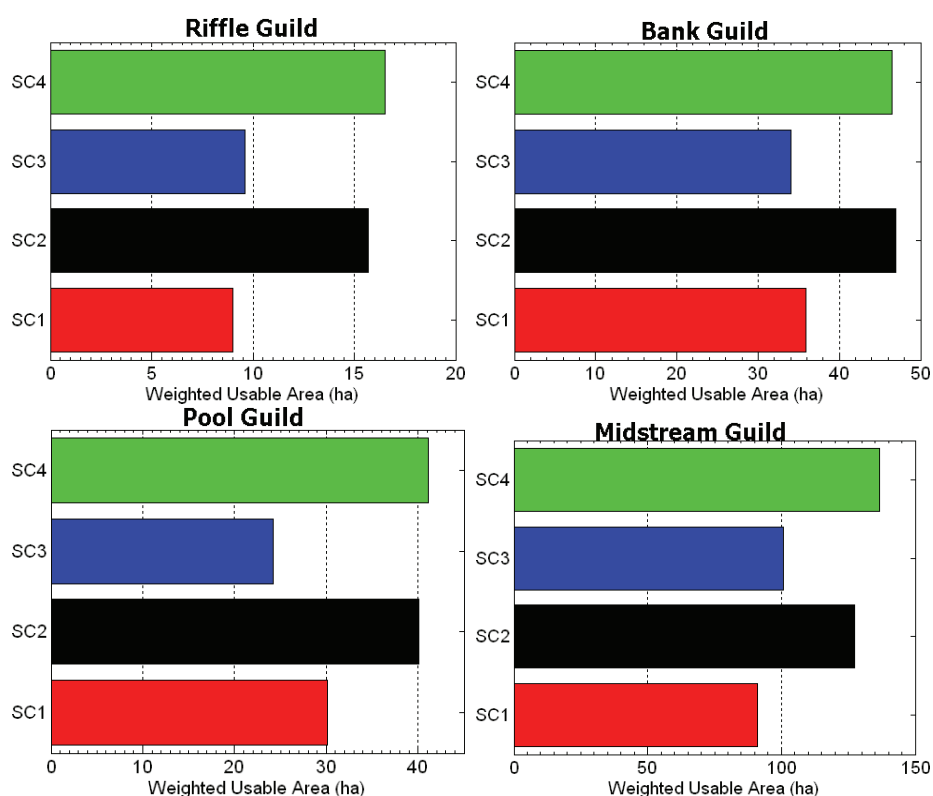 Riffle Guild
SC4
SC3
SC2
SC1
0 5 10 15 20
Weighted Usable Area (ha)
Bank Guild
SC4
SC3
SC2
SC1
0 10 20 30 40 50
Weighted Usable Area (ha)
Pool Guild
SC4
SC3
SC2
SC1
0 10 20 30 40
Weighted Usable Area (ha)
Midstream Guild
SC4
SC3
SC2
SC1
0 50 100 150
Weighted Usable Area (ha)